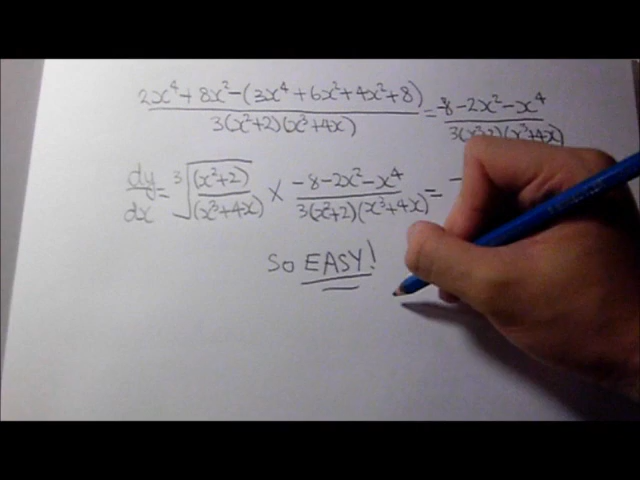 2x⁴ + 8x² - (3x⁴ + 6x² + 4x² + 8) / 3(x²+2)(x³+4x) = -8 - 2x² - x⁴ / 3(x²+2)(x³+4x)
dy/dx = ∛((x²+2)/(x³+4x)) × -8-2x²-x⁴ / 3(x²+2)(x³+4x) =
SO EASY!